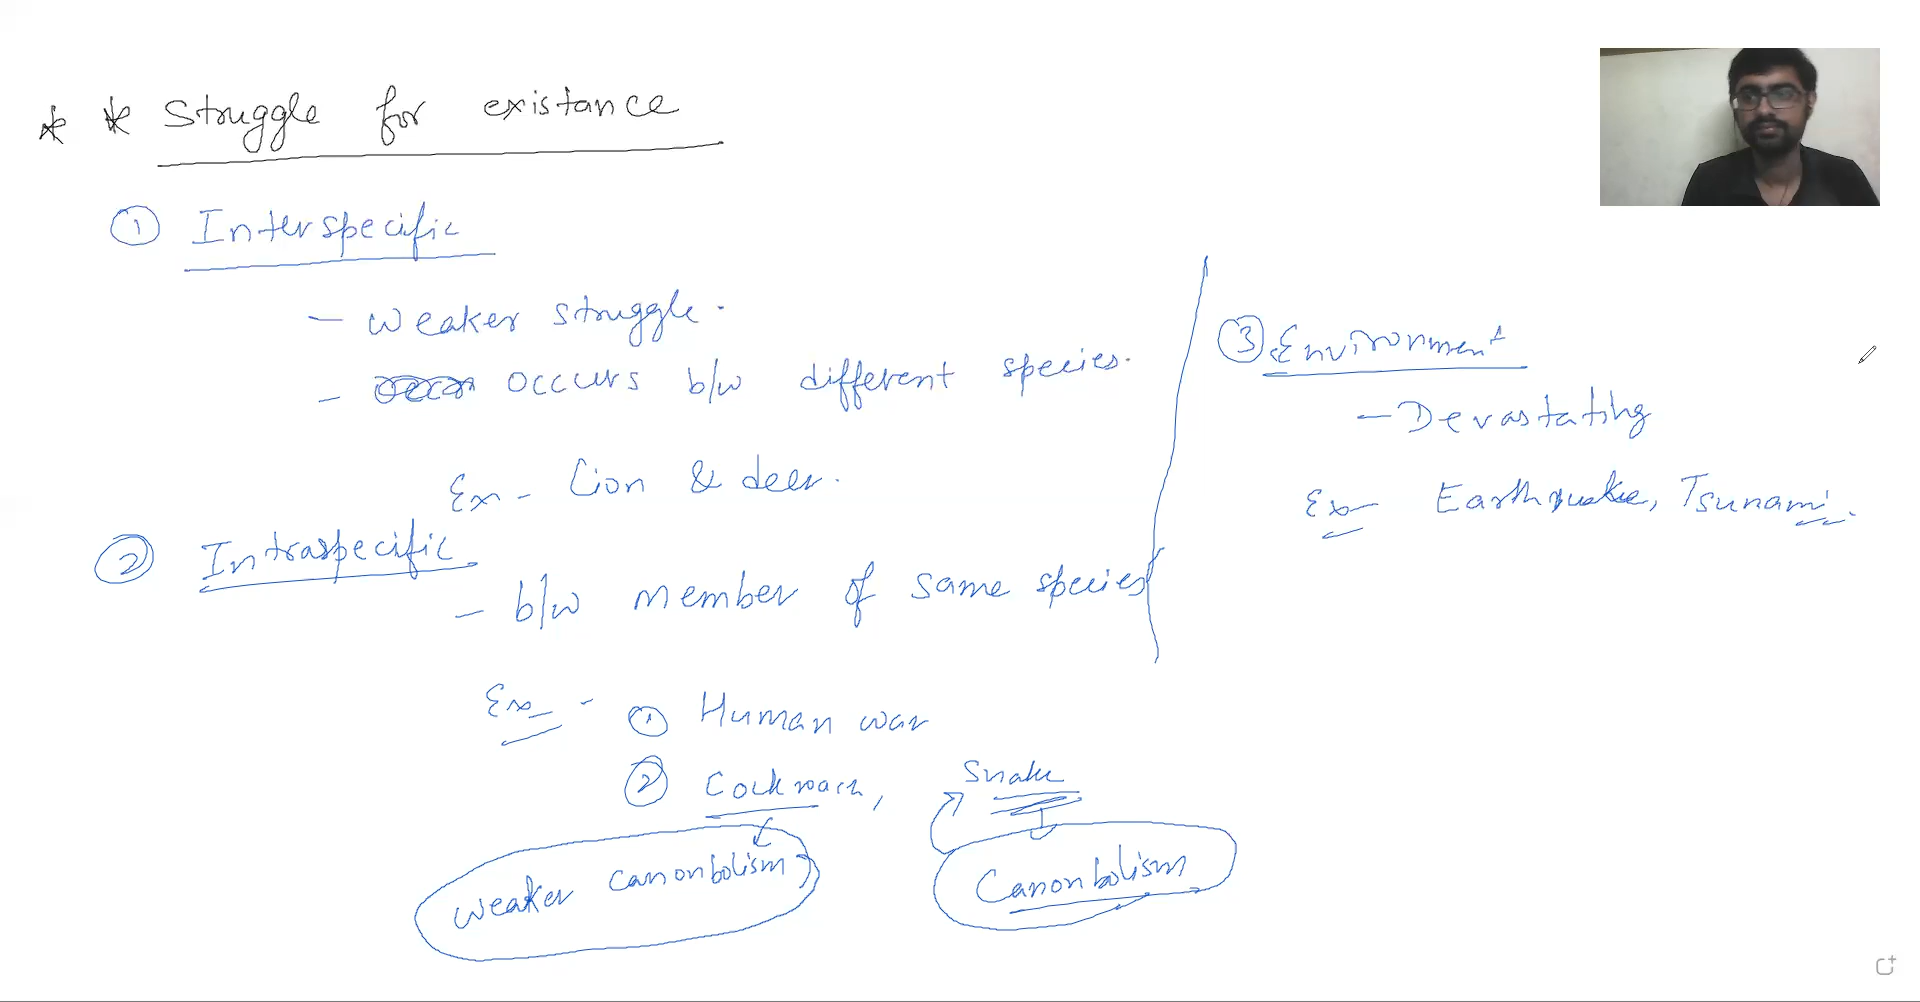 * * Struggle for existance
① Interspecific
- weaker struggle.
- occurs b/w different species.
Ex - Lion & deer.
② Intraspecific
- b/w member of same species
Ex - ① Human war
② Cockroach, Snake
weaker canonbolism
Canonbolism
③ Environment
- Devastating
Ex - Earthquake, Tsunami.